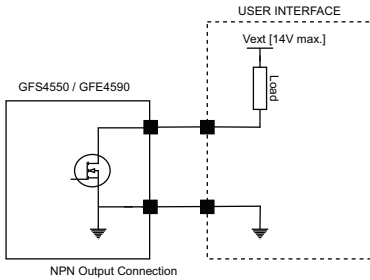 USER INTERFACE
Vext [14V max.]
Load
GFS4550 / GFE4590
NPN Output Connection